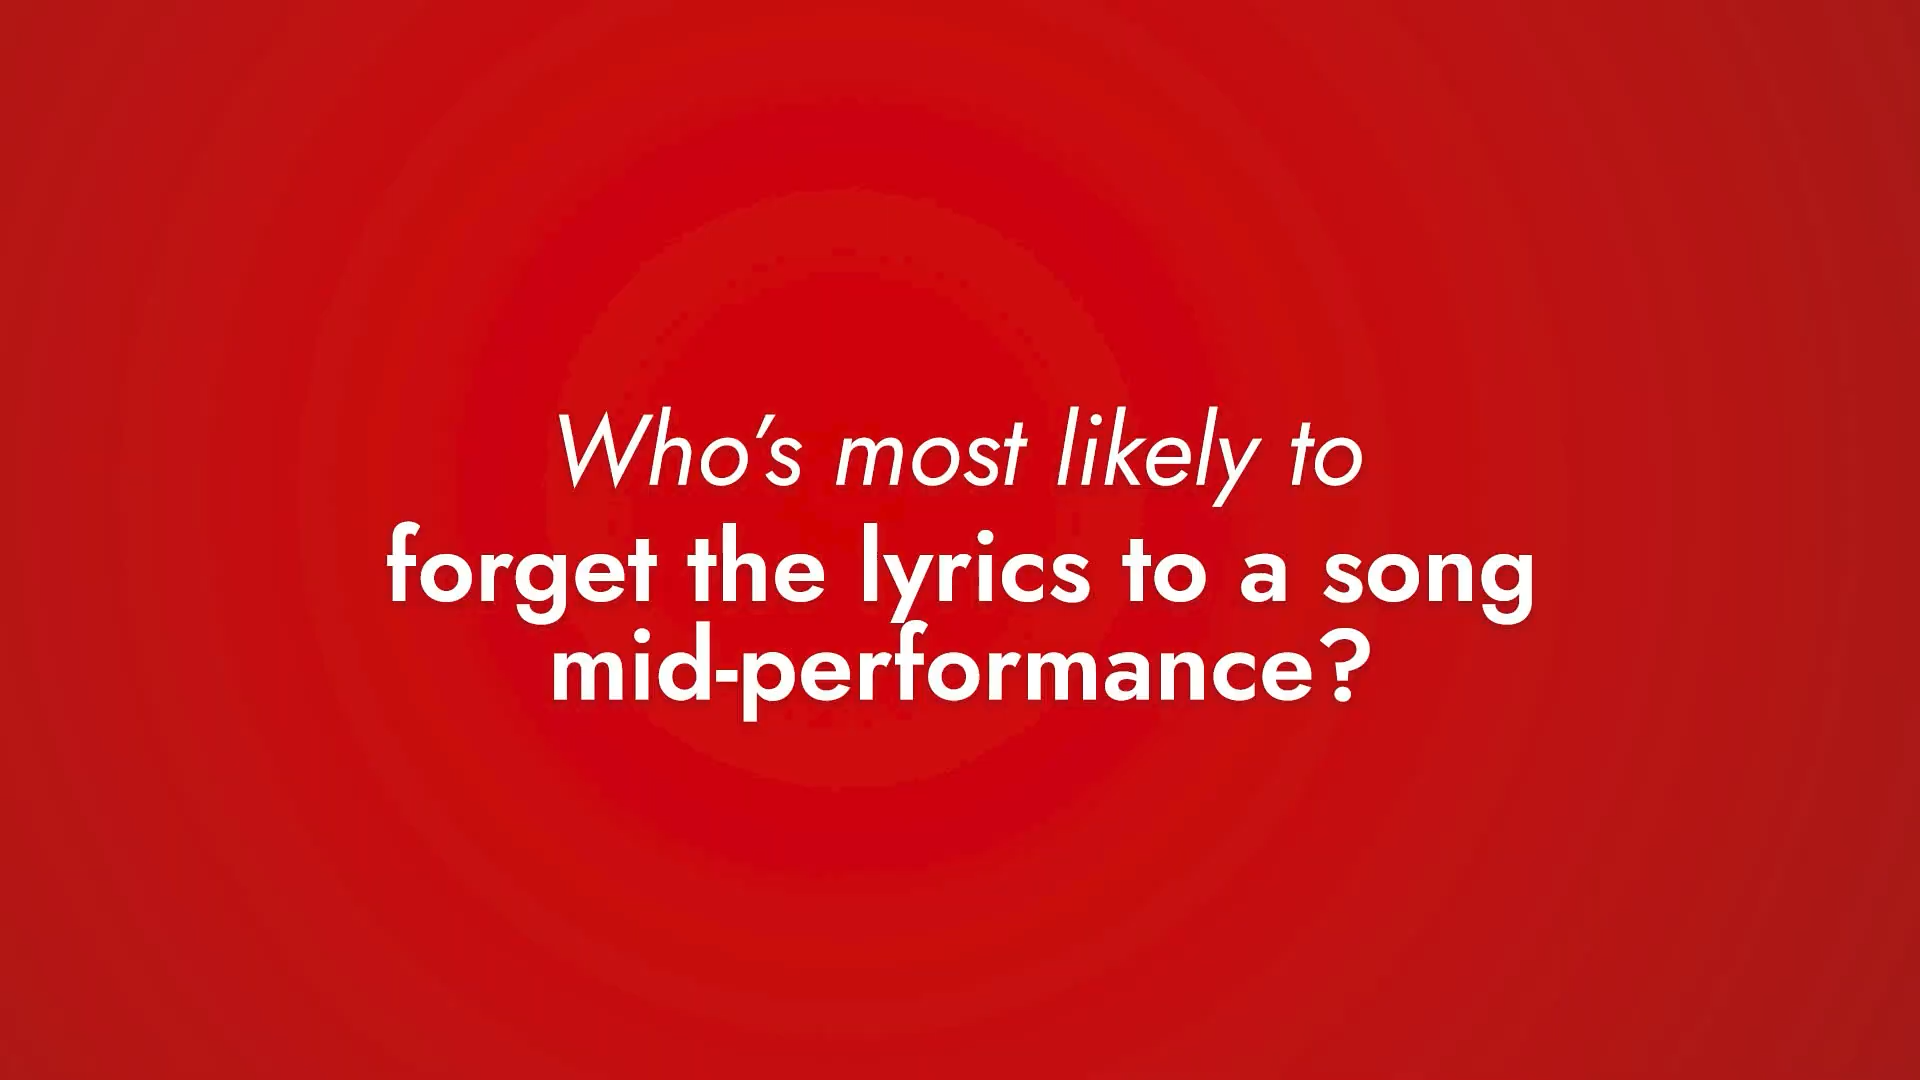 Who’s most likely to
forget the lyrics to a song
mid-performance?